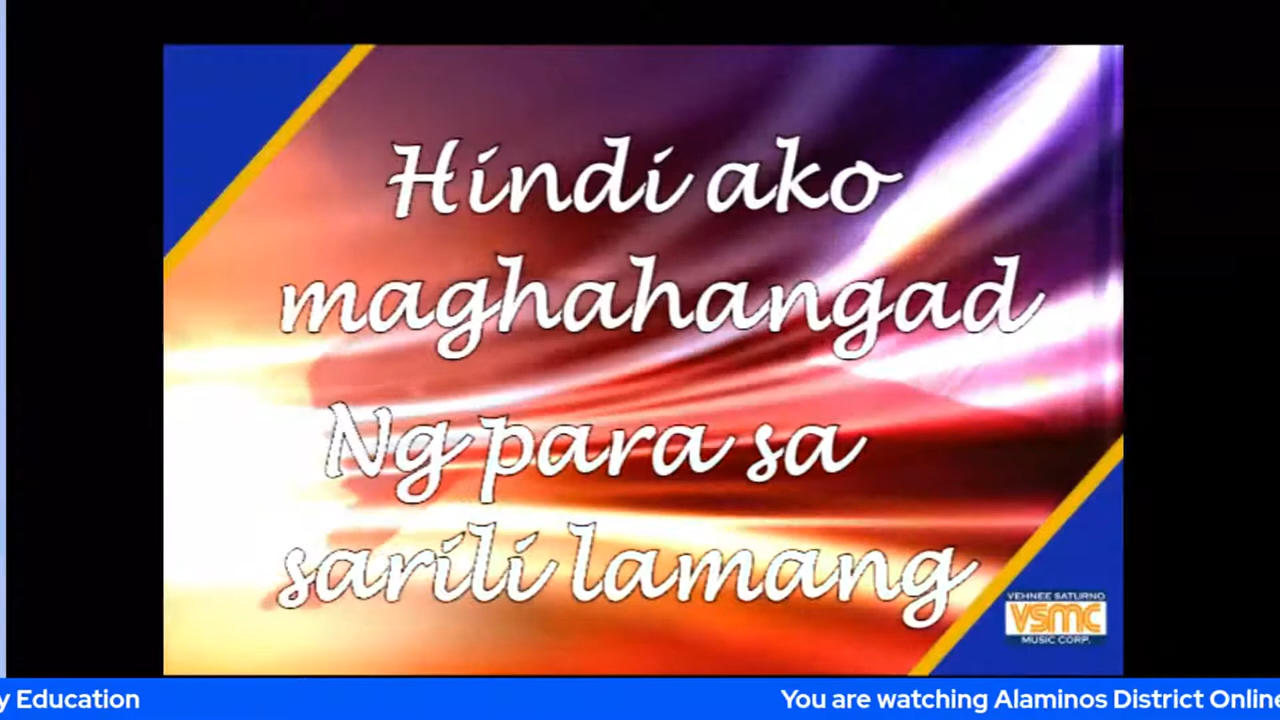 Hindi ako
maghahangad
Ng para sa
sarili lamang
VEHNEE SATURNO
VSMC
MUSIC CORP.
y Education
You are watching Alaminos District Online